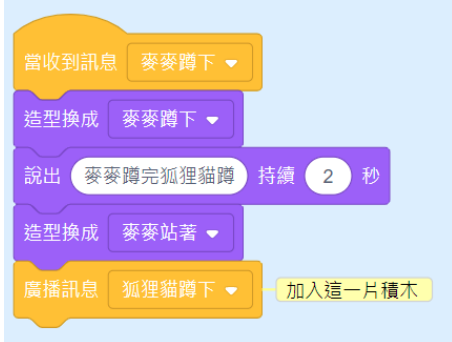 當收到訊息 麥麥蹲下
造型換成 麥麥蹲下
說出 麥麥蹲完狐狸貓蹲 持續 2 秒
造型換成 麥麥站著
廣播訊息 狐狸貓蹲下 加入這一片積木